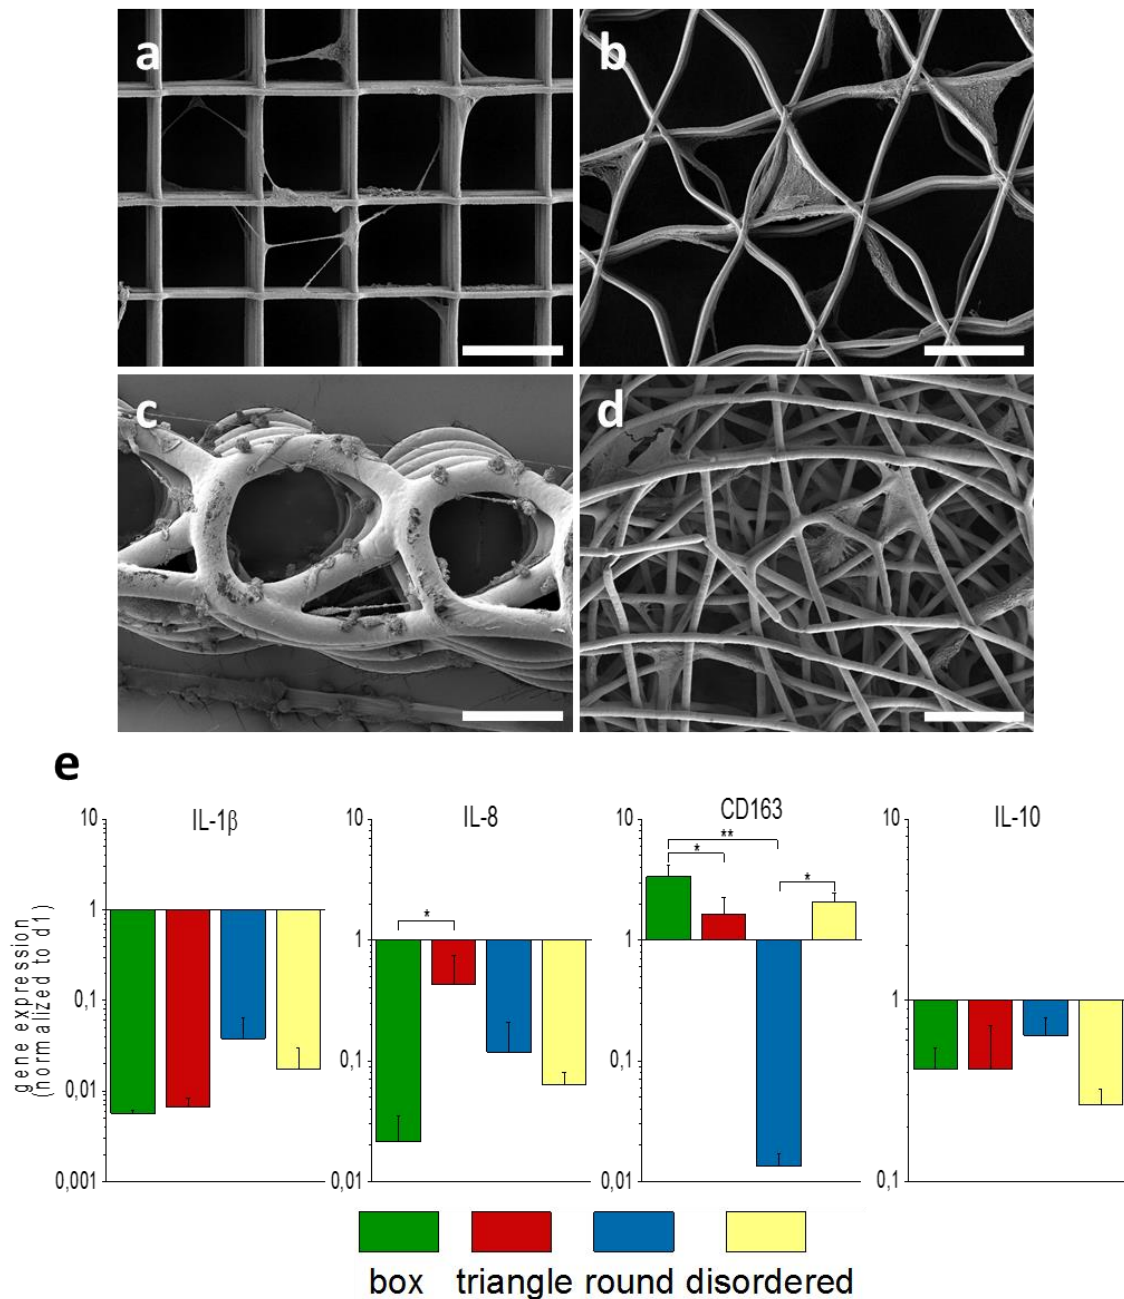 a
b
c
d
e
IL-1β
IL-8
CD163
IL-10
gene expression
(normalized to d1)
10
1
0,1
0,01
0,001
10
*
1
0,1
0,01
10
**
*
*
1
0,1
0,01
10
1
0,1
box triangle round disordered